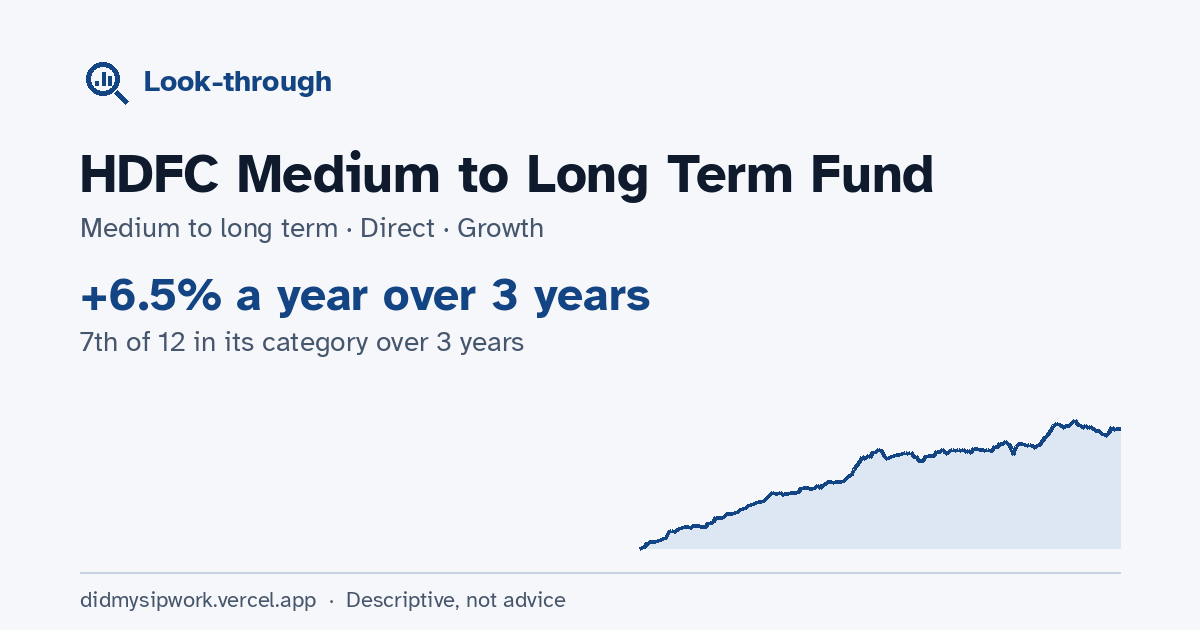 Look-through
HDFC Medium to Long Term Fund
Medium to long term · Direct · Growth
+6.5% a year over 3 years
7th of 12 in its category over 3 years
didmysipwork.vercel.app · Descriptive, not advice